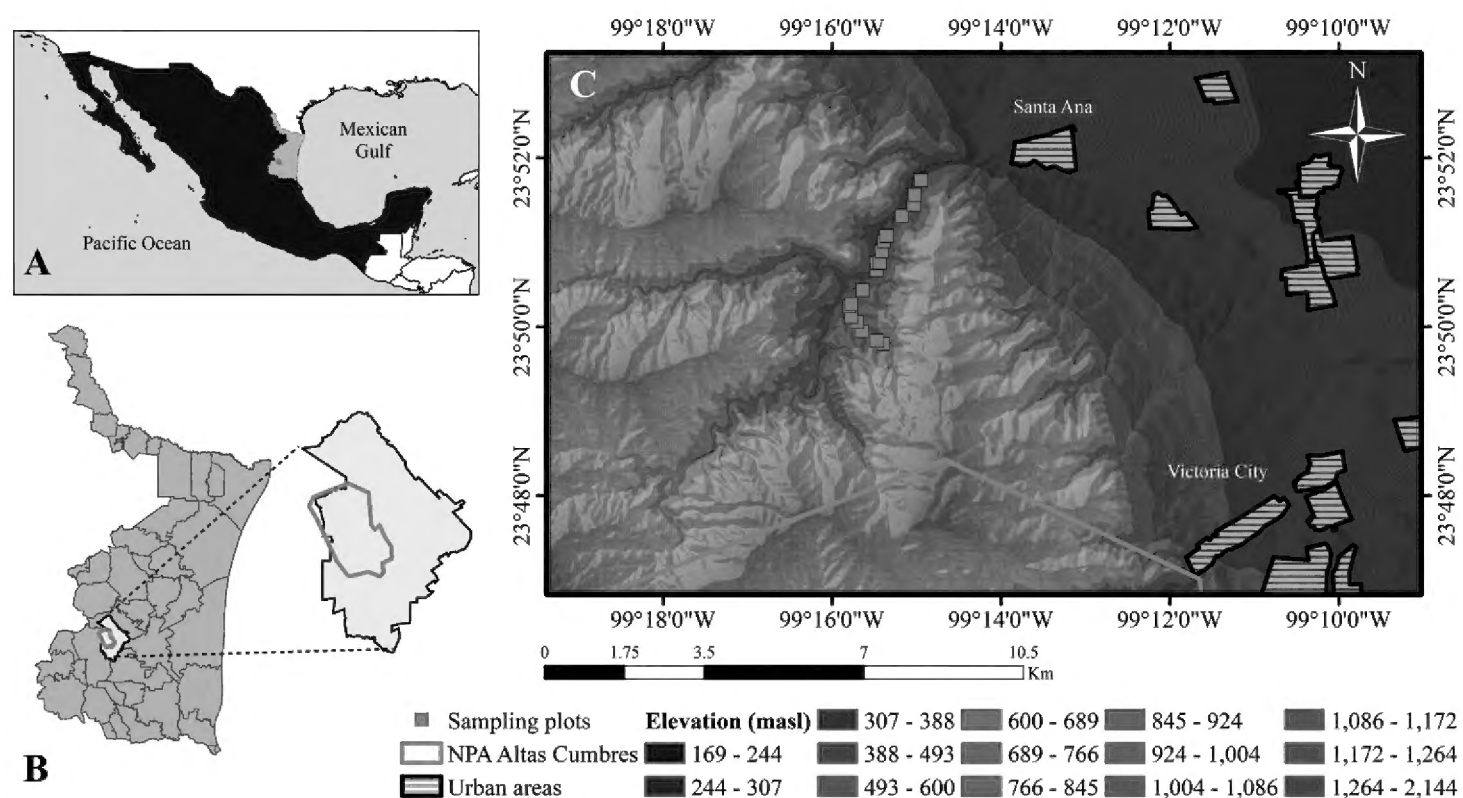 A
Mexican
Gulf
Pacific Ocean
B
99°18'0"W 99°16'0"W 99°14'0"W 99°12'0"W 99°10'0"W
C
N
Santa Ana
Victoria City
23°52'0"N
23°50'0"N
23°48'0"N
23°52'0"N
23°50'0"N
23°48'0"N
99°18'0"W 99°16'0"W 99°14'0"W 99°12'0"W 99°10'0"W
0 1.75 3.5 7 10.5
Km
Sampling plots
NPA Altas Cumbres
Urban areas
Elevation (masl)
169 - 244
244 - 307
307 - 388
388 - 493
493 - 600
600 - 689
689 - 766
766 - 845
845 - 924
924 - 1,004
1,004 - 1,086
1,086 - 1,172
1,172 - 1,264
1,264 - 2,144